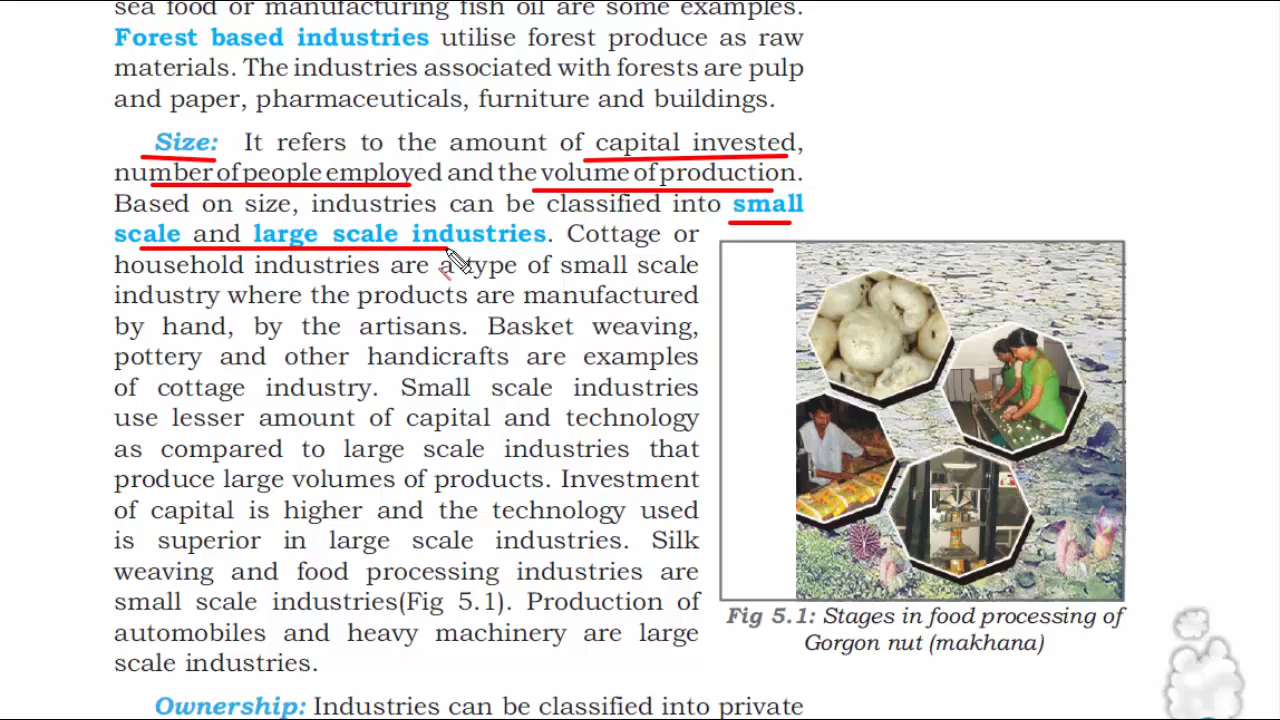 sea food or manufacturing fish oil are some examples.
Forest based industries utilise forest produce as raw
materials. The industries associated with forests are pulp
and paper, pharmaceuticals, furniture and buildings.
Size: It refers to the amount of capital invested,
number of people employed and the volume of production.
Based on size, industries can be classified into small
scale and large scale industries. Cottage or
household industries are a type of small scale
industry where the products are manufactured
by hand, by the artisans. Basket weaving,
pottery and other handicrafts are examples
of cottage industry. Small scale industries
use lesser amount of capital and technology
as compared to large scale industries that
produce large volumes of products. Investment
of capital is higher and the technology used
is superior in large scale industries. Silk
weaving and food processing industries are
small scale industries(Fig 5.1). Production of
automobiles and heavy machinery are large
scale industries.
Fig 5.1: Stages in food processing of
Gorgon nut (makhana)
Ownership: Industries can be classified into private